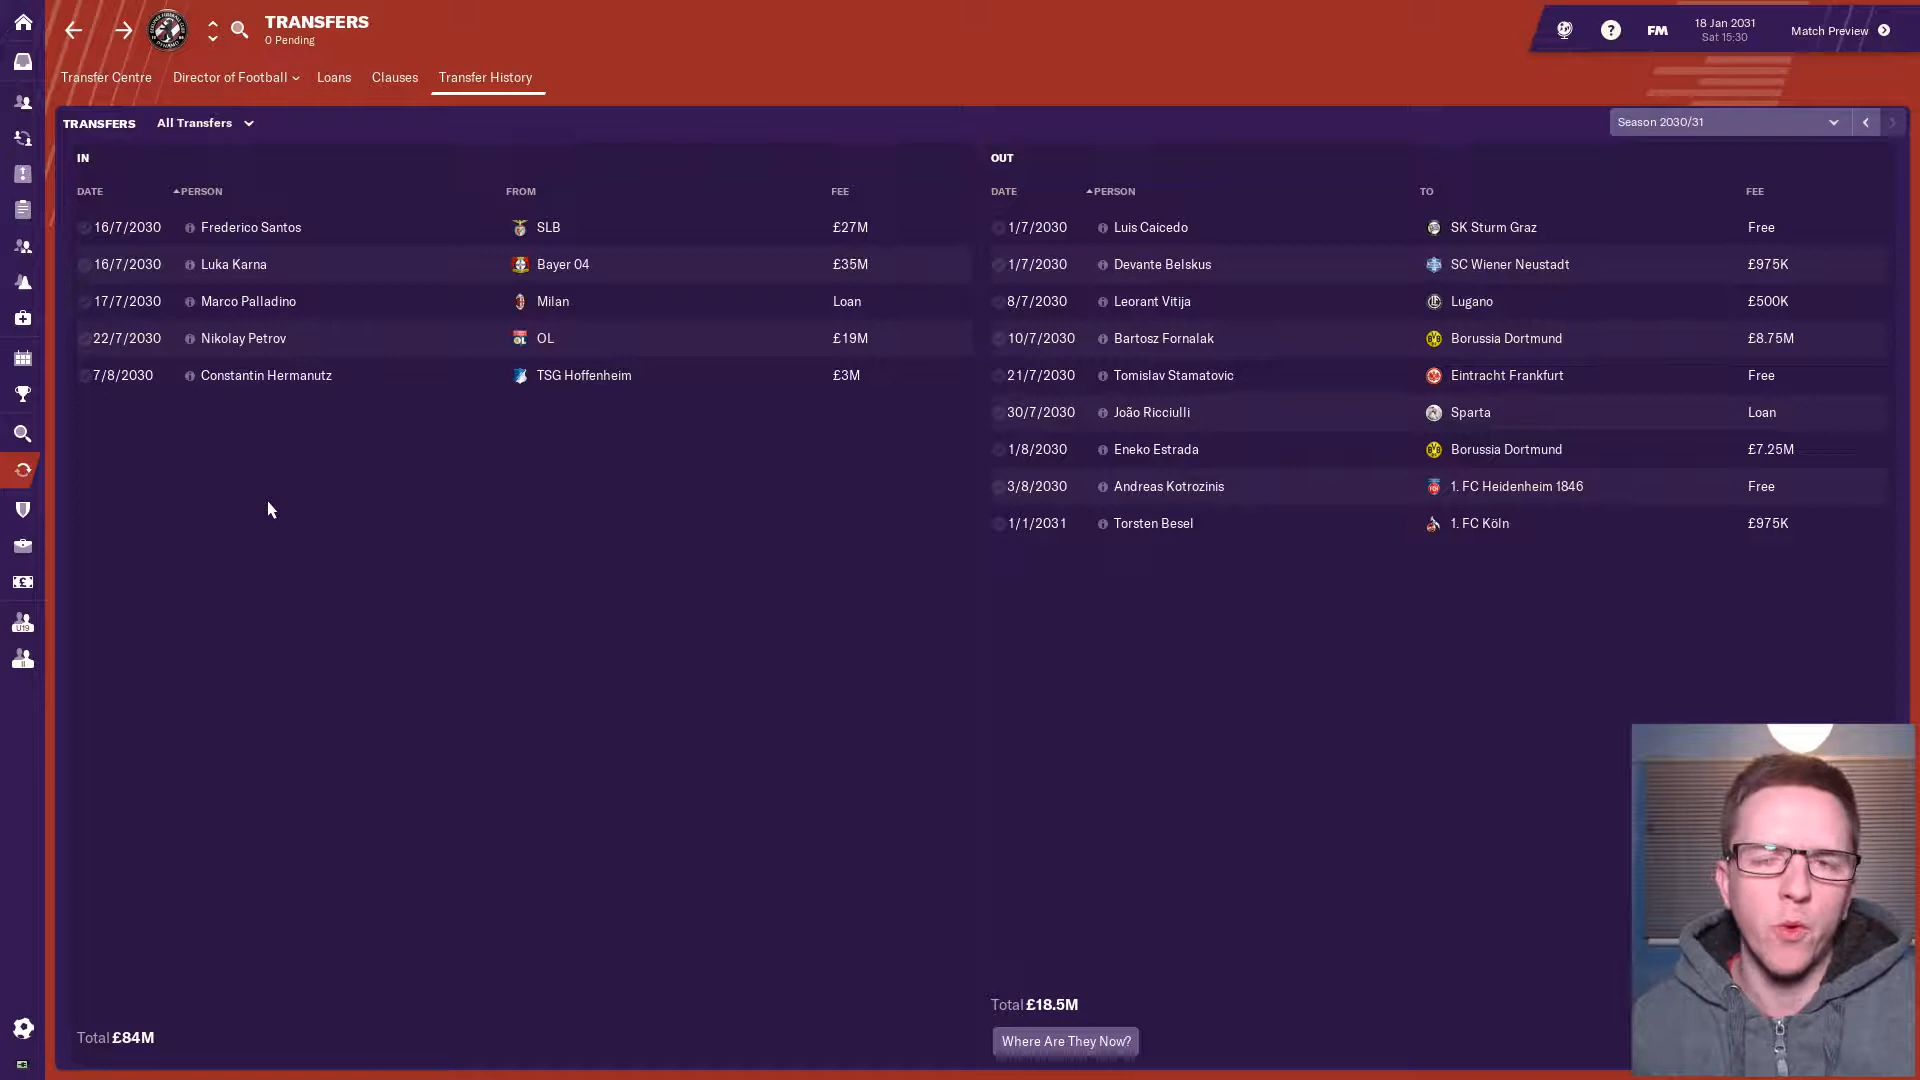 TRANSFERS
0 Pending
FM
18 Jan 2031
Sat 15:30
Match Preview
Transfer Centre
Director of Football
Loans
Clauses
Transfer History
TRANSFERS All Transfers
Season 2030/31
IN
DATE PERSON FROM FEE
16/7/2030 Frederico Santos SLB £27M
16/7/2030 Luka Karna Bayer 04 £35M
17/7/2030 Marco Palladino Milan Loan
22/7/2030 Nikolay Petrov OL £19M
7/8/2030 Constantin Hermanutz TSG Hoffenheim £3M
Total £84M
OUT
DATE PERSON TO FEE
1/7/2030 Luis Caicedo SK Sturm Graz Free
1/7/2030 Devante Belskus SC Wiener Neustadt £975K
8/7/2030 Leorant Vitija Lugano £500K
10/7/2030 Bartosz Fornalak Borussia Dortmund £8.75M
21/7/2030 Tomislav Stamatovic Eintracht Frankfurt Free
30/7/2030 João Ricciulli Sparta Loan
1/8/2030 Eneko Estrada Borussia Dortmund £7.25M
3/8/2030 Andreas Kotrozinis 1. FC Heidenheim 1846 Free
1/1/2031 Torsten Besel 1. FC Köln £975K
Total £18.5M
Where Are They Now?
U19
II